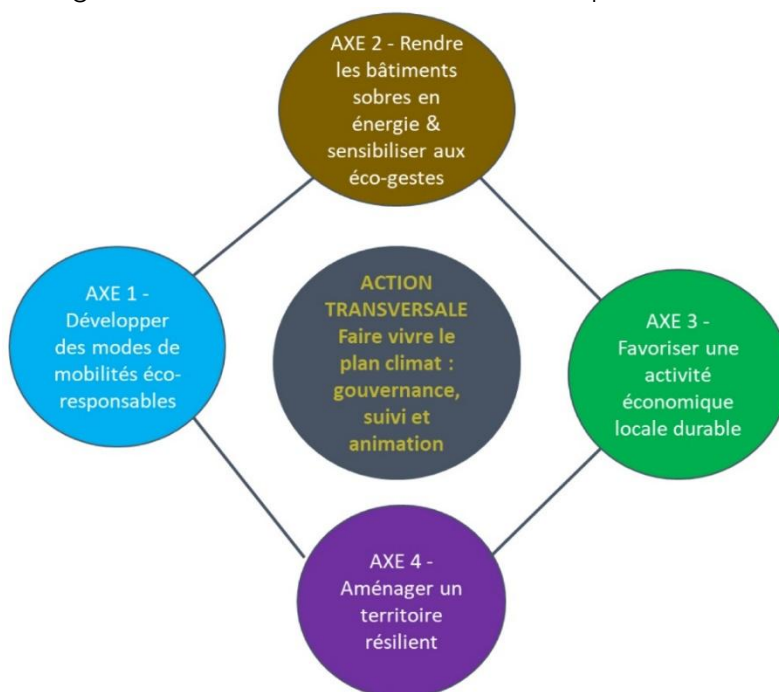 AXE 2 - Rendre
les bâtiments
sobres en
énergie &
sensibiliser aux
éco-gestes
AXE 1 -
Développer
des modes de
mobilités éco-
responsables
ACTION
TRANSVERSALE
Faire vivre le
plan climat :
gouvernance,
suivi et
animation
AXE 3 -
Favoriser une
activité
économique
locale durable
AXE 4 -
Aménager un
territoire
résilient